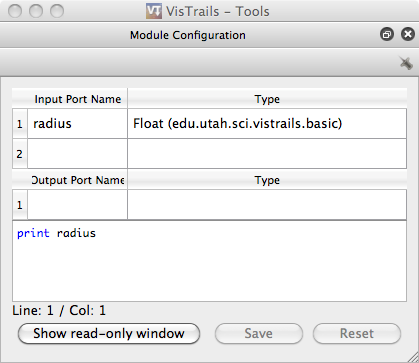 VisTrails - Tools
Module Configuration
Input Port Name Type
1 radius Float (edu.utah.sci.vistrails.basic)
2
Output Port Name Type
1
print radius
Line: 1 / Col: 1
Show read-only window Save Reset